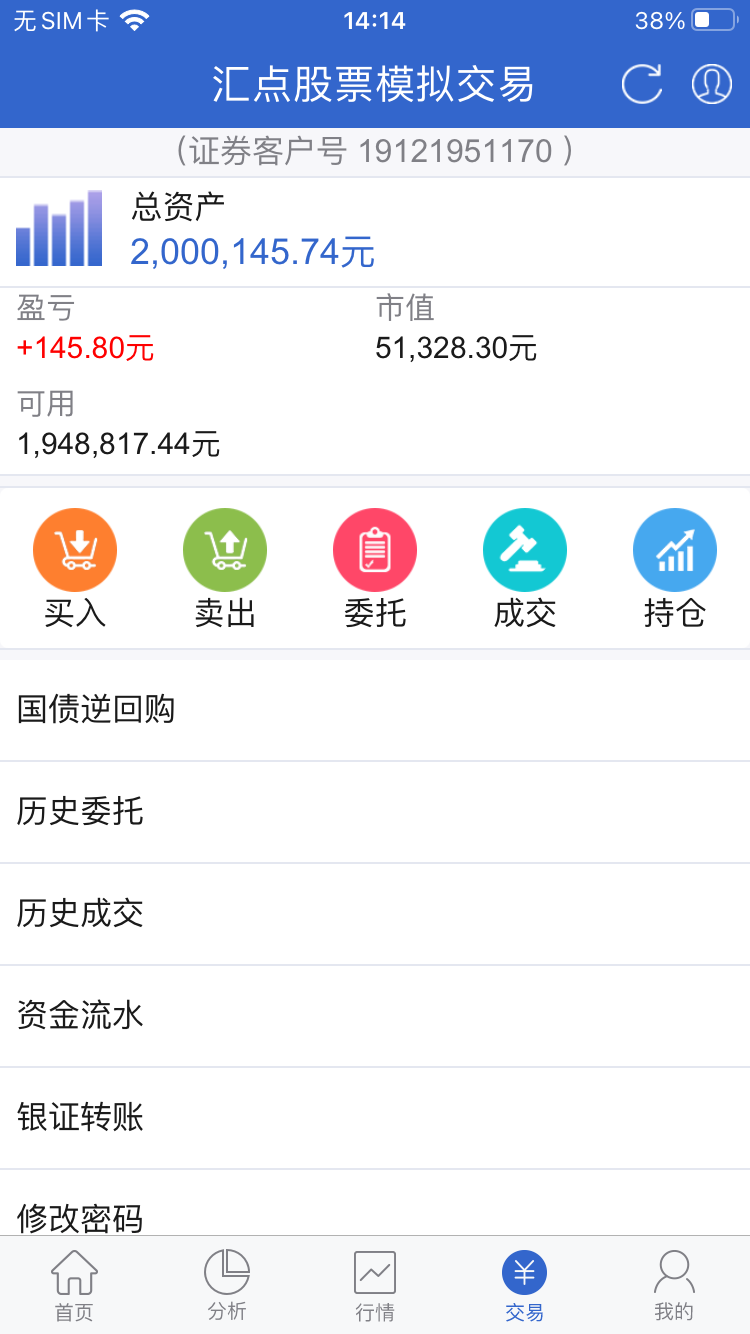 无SIM卡 14:14 38%
汇点股票模拟交易
（证券客户号 19121951170 ）
总资产
2,000,145.74元
盈亏 市值
+145.80元 51,328.30元
可用
1,948,817.44元
买入 卖出 委托 成交 持仓
国债逆回购
历史委托
历史成交
资金流水
银证转账
修改密码
首页 分析 行情 交易 我的